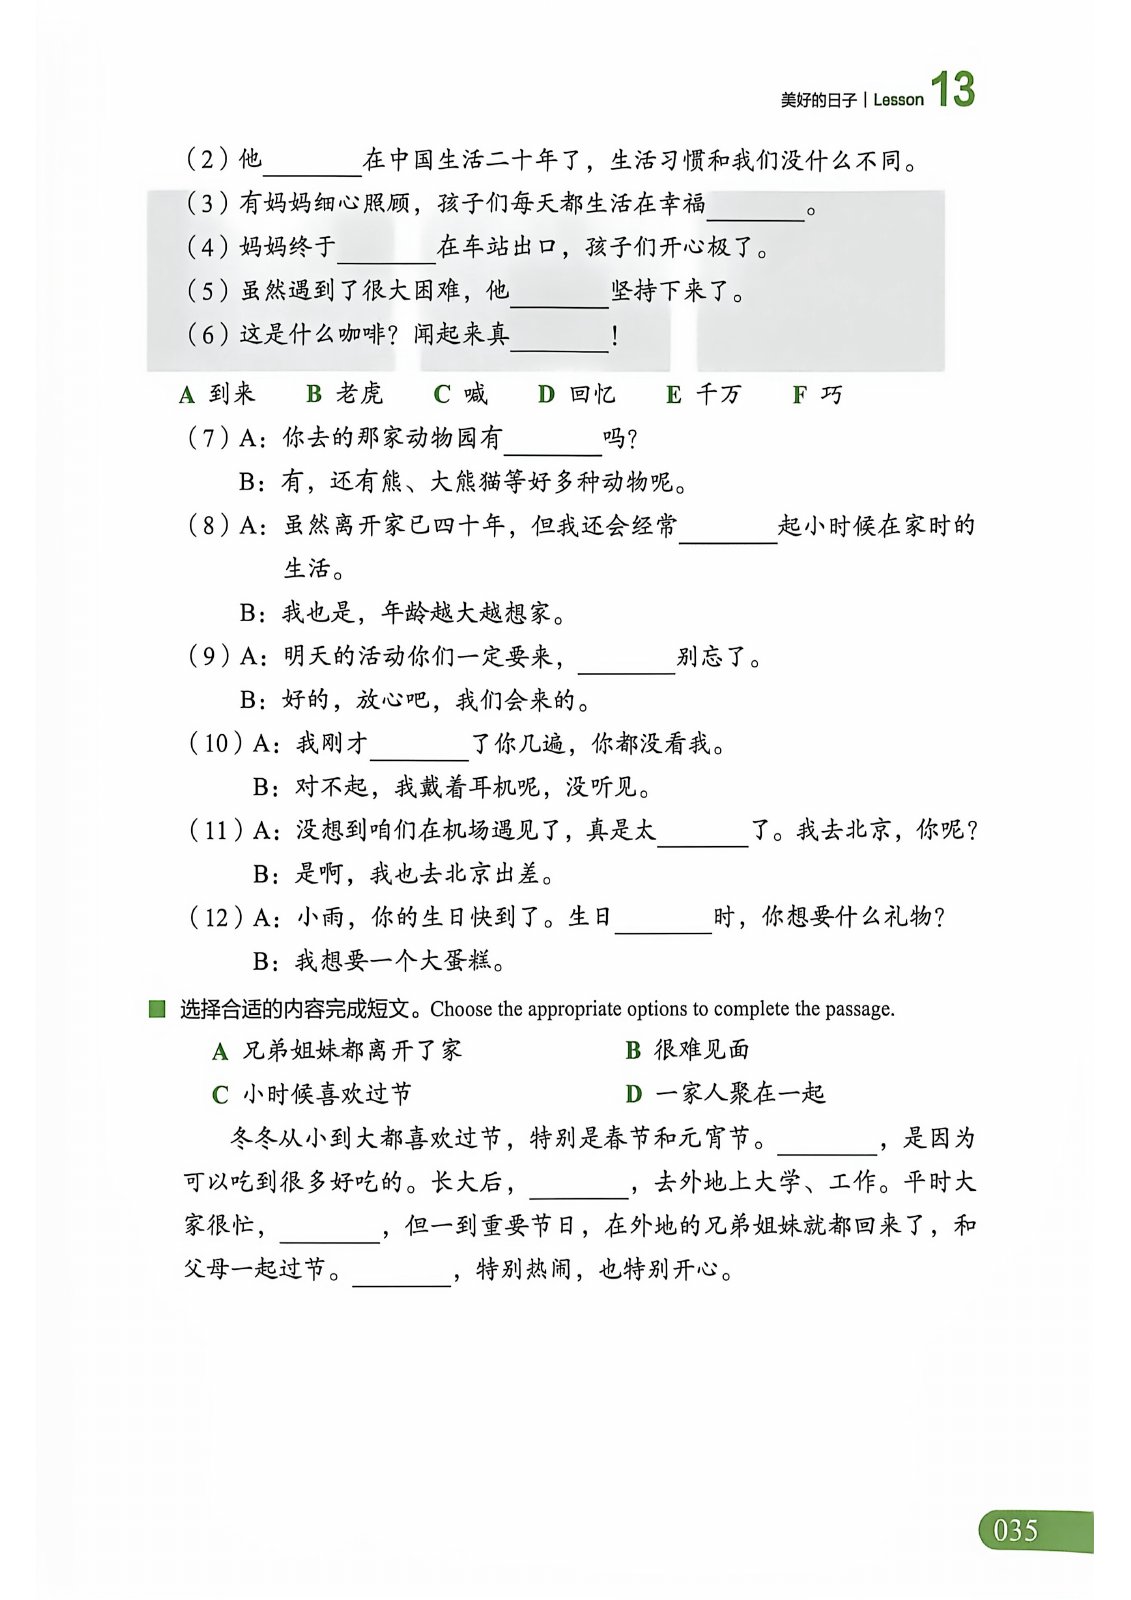 美好的日子 | Lesson 13
（2）他________在中国生活二十年了，生活习惯和我们没什么不同。
（3）有妈妈细心照顾，孩子们每天都生活在幸福________。
（4）妈妈终于________在车站出口，孩子们开心极了。
（5）虽然遇到了很大困难，他________坚持下来了。
（6）这是什么咖啡？闻起来真________！
A 到来 B 老虎 C 喊 D 回忆 E 千万 F 巧
（7）A：你去的那家动物园有________吗？
B：有，还有熊、大熊猫等好多种动物呢。
（8）A：虽然离开家已四十年，但我还会经常________起小时候在家时的
生活。
B：我也是，年龄越大越想家。
（9）A：明天的活动你们一定要来，________别忘了。
B：好的，放心吧，我们会来的。
（10）A：我刚才________了你几遍，你都没看我。
B：对不起，我戴着耳机呢，没听见。
（11）A：没想到咱们在机场遇见了，真是太________了。我去北京，你呢？
B：是啊，我也去北京出差。
（12）A：小雨，你的生日快到了。生日________时，你想要什么礼物？
B：我想要一个大蛋糕。
选择合适的内容完成短文。Choose the appropriate options to complete the passage.
A 兄弟姐妹都离开了家 B 很难见面
C 小时候喜欢过节 D 一家人聚在一起
冬冬从小到大都喜欢过节，特别是春节和元宵节。________，是因为
可以吃到很多好吃的。长大后，________，去外地上大学、工作。平时大
家很忙，________，但一到重要节日，在外地的兄弟姐妹就都回来了，和
父母一起过节。________，特别热闹，也特别开心。
035